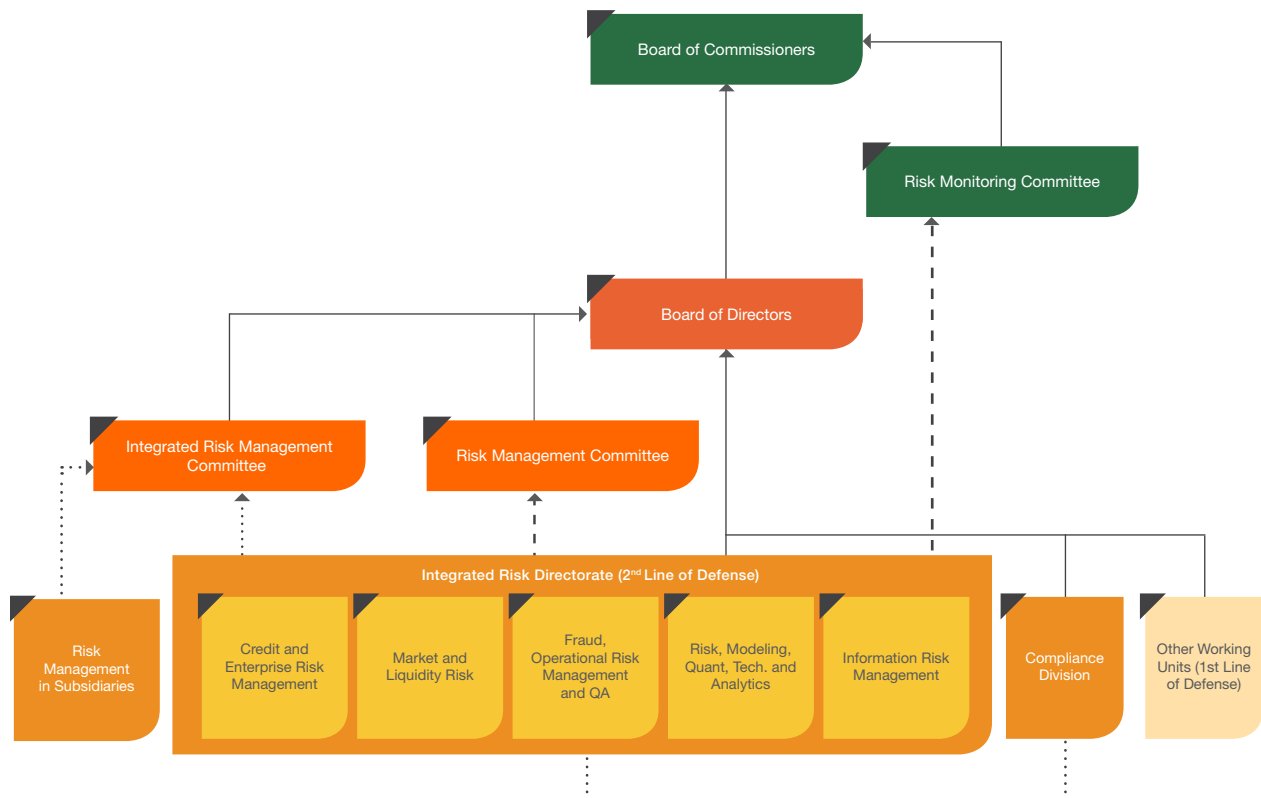 Board of Commissioners
Risk Monitoring Committee
Board of Directors
Integrated Risk Management
Committee
Risk Management Committee
Integrated Risk Directorate (2nd Line of Defense)
Risk
Management
in Subsidiaries
Credit and
Enterprise Risk
Management
Market and
Liquidity Risk
Fraud,
Operational Risk
Management
and QA
Risk, Modeling,
Quant, Tech. and
Analytics
Information Risk
Management
Compliance
Division
Other Working
Units (1st Line
of Defense)